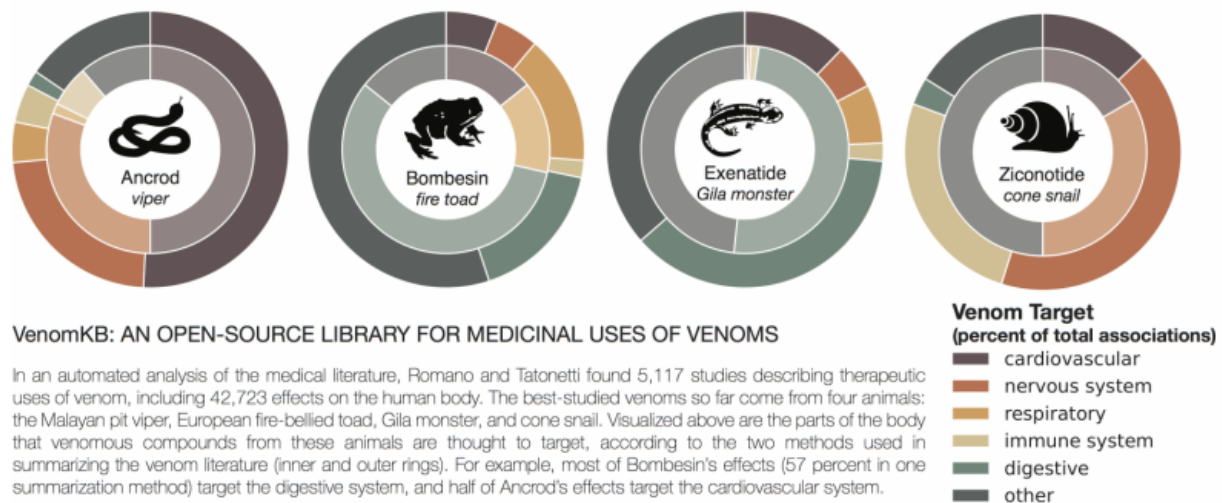 Ancrod
viper
Bombesin
fire toad
Exenatide
Gila monster
Ziconotide
cone snail
VenomKB: AN OPEN-SOURCE LIBRARY FOR MEDICINAL USES OF VENOMS
In an automated analysis of the medical literature, Romano and Tatonetti found 5,117 studies describing therapeutic
uses of venom, including 42,723 effects on the human body. The best-studied venoms so far come from four animals:
the Malayan pit viper, European fire-bellied toad, Gila monster, and cone snail. Visualized above are the parts of the body
that venomous compounds from these animals are thought to target, according to the two methods used in
summarizing the venom literature (inner and outer rings). For example, most of Bombesin's effects (57 percent in one
summarization method) target the digestive system, and half of Ancrod's effects target the cardiovascular system.
Venom Target
(percent of total associations)
cardiovascular
nervous system
respiratory
immune system
digestive
other